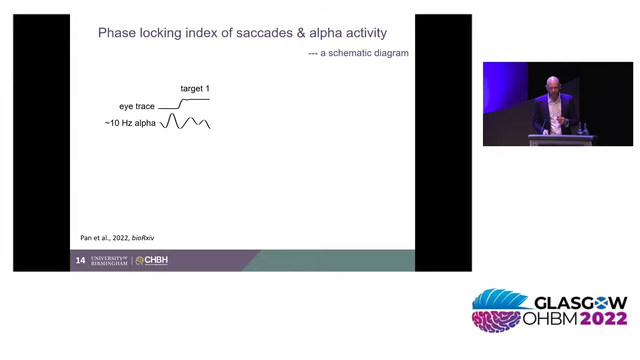 Phase locking index of saccades & alpha activity
--- a schematic diagram
target 1
eye trace
~10 Hz alpha
Pan et al., 2022, bioRxiv
14 UNIVERSITY OF BIRMINGHAM CHBH
GLASGOW
OHBM 2022